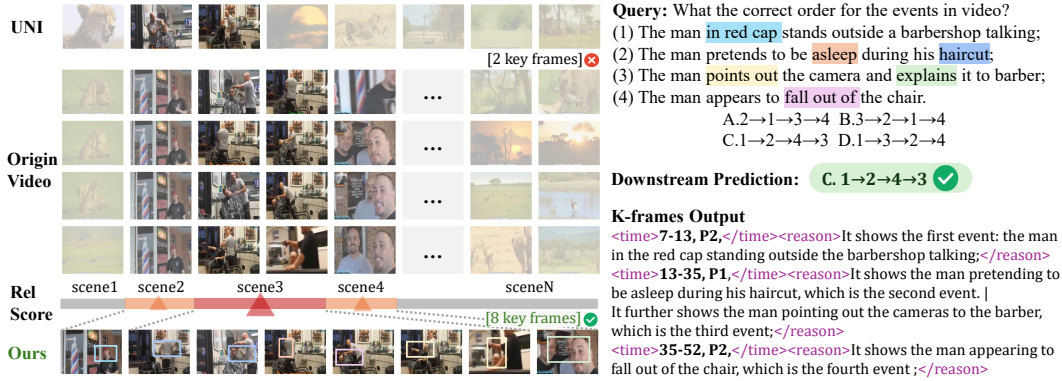 UNI
[2 key frames]
Origin
Video
...
...
...
...
Rel
Score
scene1
scene2
scene3
scene4
sceneN
[8 key frames]
Ours
Query: What the correct order for the events in video?
(1) The man in red cap stands outside a barbershop talking;
(2) The man pretends to be asleep during his haircut;
(3) The man points out the camera and explains it to barber;
(4) The man appears to fall out of the chair.
A.2→1→3→4 B.3→2→1→4
C.1→2→4→3 D.1→3→2→4
Downstream Prediction: C. 1→2→4→3
K-frames Output
<time>7-13, P2,</time><reason>It shows the first event: the man
in the red cap standing outside the barbershop talking;</reason>
<time>13-35, P1,</time><reason>It shows the man pretending to
be asleep during his haircut, which is the second event. |
It further shows the man pointing out the cameras to the barber,
which is the third event;</reason>
<time>35-52, P2,</time><reason>It shows the man appearing to
fall out of the chair, which is the fourth event ;</reason>